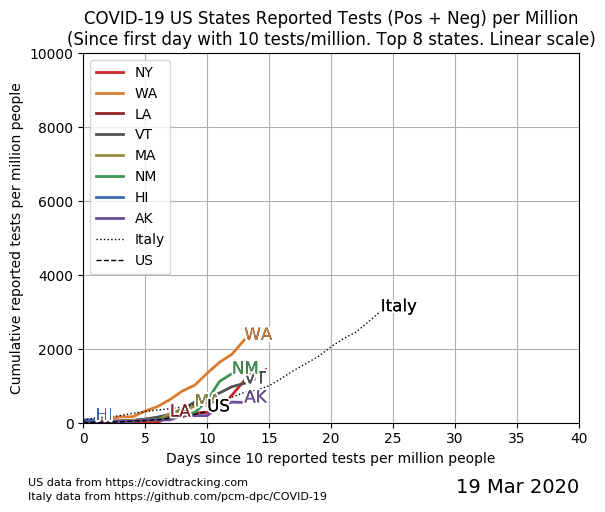 COVID-19 US States Reported Tests (Pos + Neg) per Million
(Since first day with 10 tests/million. Top 8 states. Linear scale)
Cumulative reported tests per million people
10000
8000
6000
4000
2000
0
NY
WA
LA
VT
MA
NM
HI
AK
Italy
US
Italy
WA
NM
VT
AK
US
LA
HI
0 5 10 15 20 25 30 35 40
Days since 10 reported tests per million people
US data from https://covidtracking.com
Italy data from https://github.com/pcm-dpc/COVID-19
19 Mar 2020